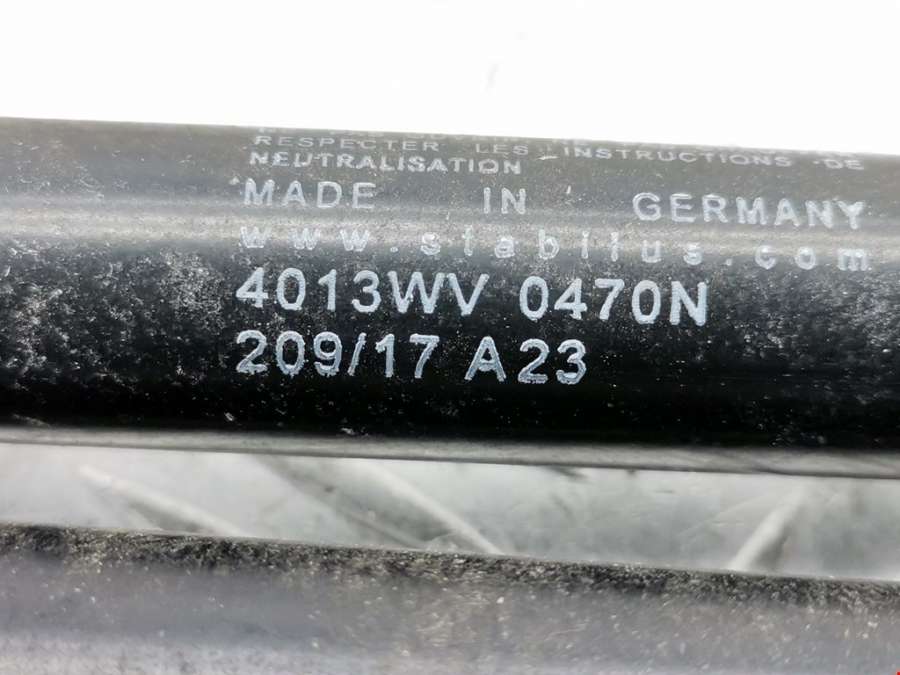 RESPECTER LES INSTRUCTIONS DE
NEUTRALISATION
MADE IN GERMANY
www.stabilus.com
4013WV 0470N
209/17 A23